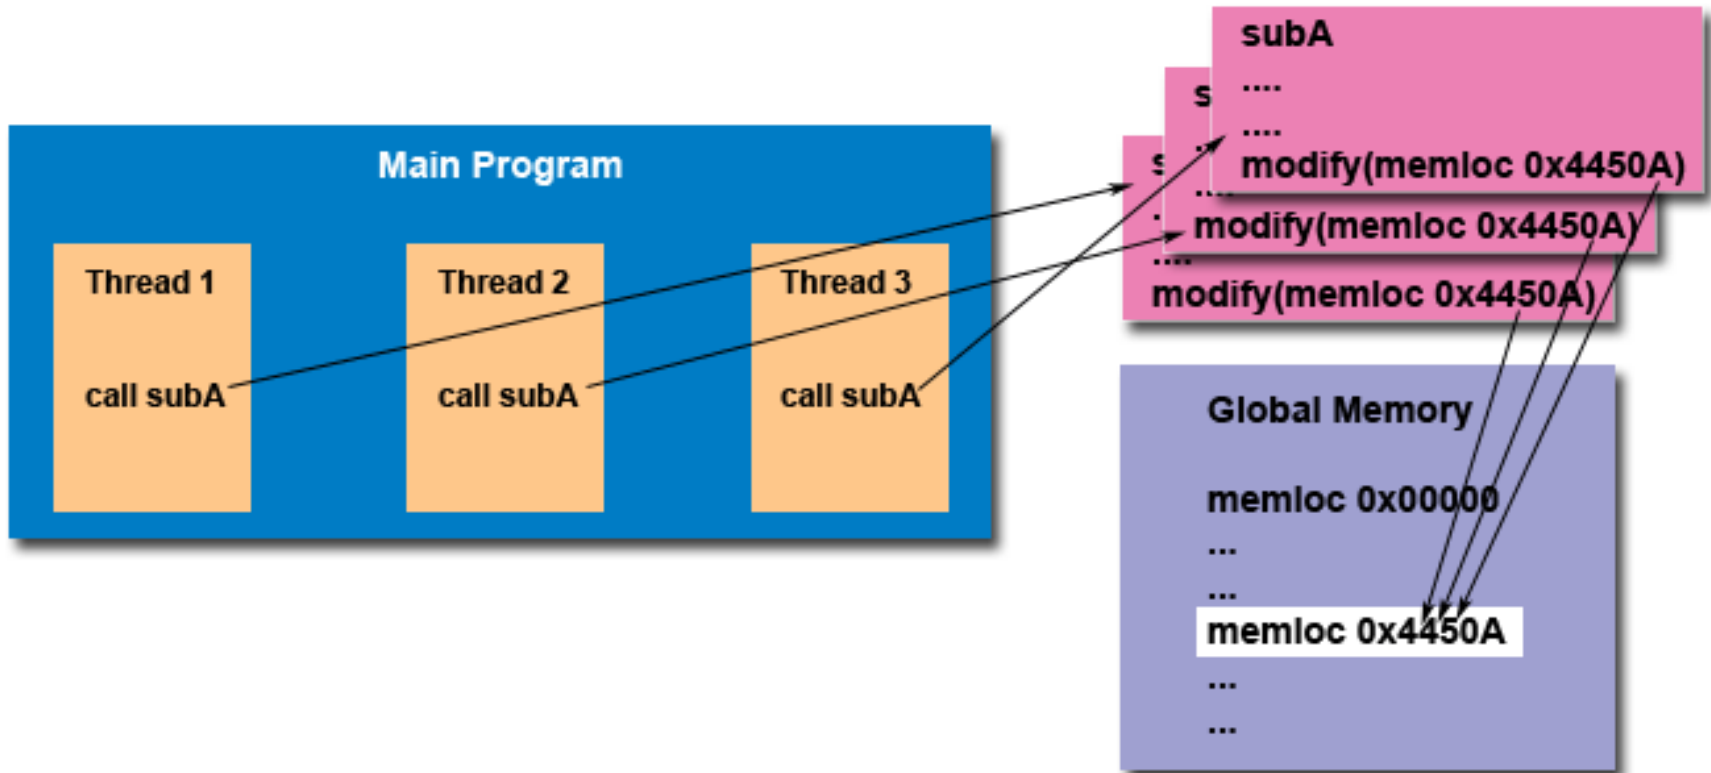 Main Program
Thread 1
call subA
Thread 2
call subA
Thread 3
call subA
subA
....
....
modify(memloc 0x4450A)
s
..
....
modify(memloc 0x4450A)
s
.
....
modify(memloc 0x4450A)
Global Memory
memloc 0x00000
...
...
memloc 0x4450A
...
...